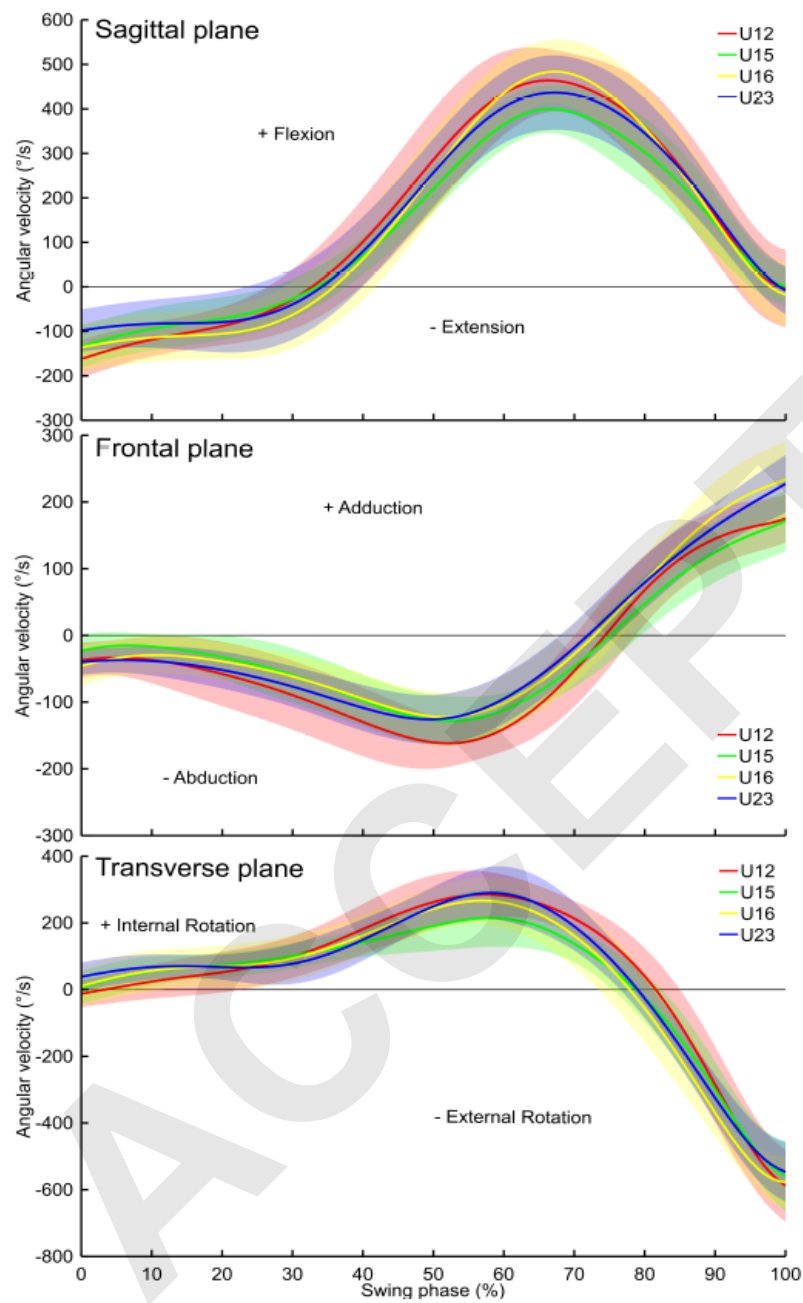 Sagittal plane
U12
U15
U16
U23
+ Flexion
- Extension
Angular velocity (°/s)
600
500
400
300
200
100
0
-100
-200
-300
Frontal plane
+ Adduction
- Abduction
U12
U15
U16
U23
Angular velocity (°/s)
300
200
100
0
-100
-200
-300
Transverse plane
U12
U15
U16
U23
+ Internal Rotation
- External Rotation
Angular velocity (°/s)
400
200
0
-200
-400
-600
-800
0 10 20 30 40 50 60 70 80 90 100
Swing phase (%)
ACCEPT